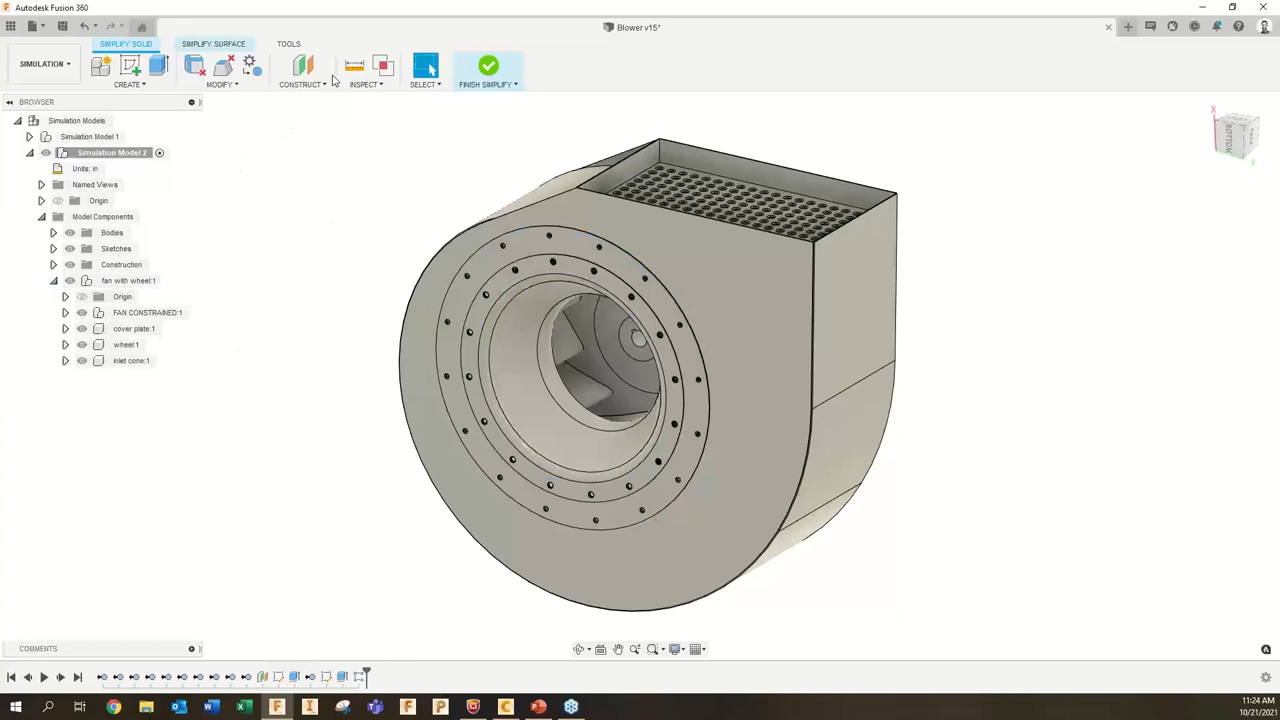 Autodesk Fusion 360
Blower v15*
SIMPLIFY SOLID
SIMPLIFY SURFACE
TOOLS
SIMULATION
CREATE
MODIFY
CONSTRUCT
INSPECT
SELECT
FINISH SIMPLIFY
BROWSER
Simulation Models
Simulation Model 1
Simulation Model 2
Units: in
Named Views
Origin
Model Components
Bodies
Sketches
Construction
fan with wheel:1
Origin
FAN CONSTRAINED:1
cover plate:1
wheel:1
inlet cone:1
X
BOTTOM
COMMENTS
11:24 AM
10/21/2021